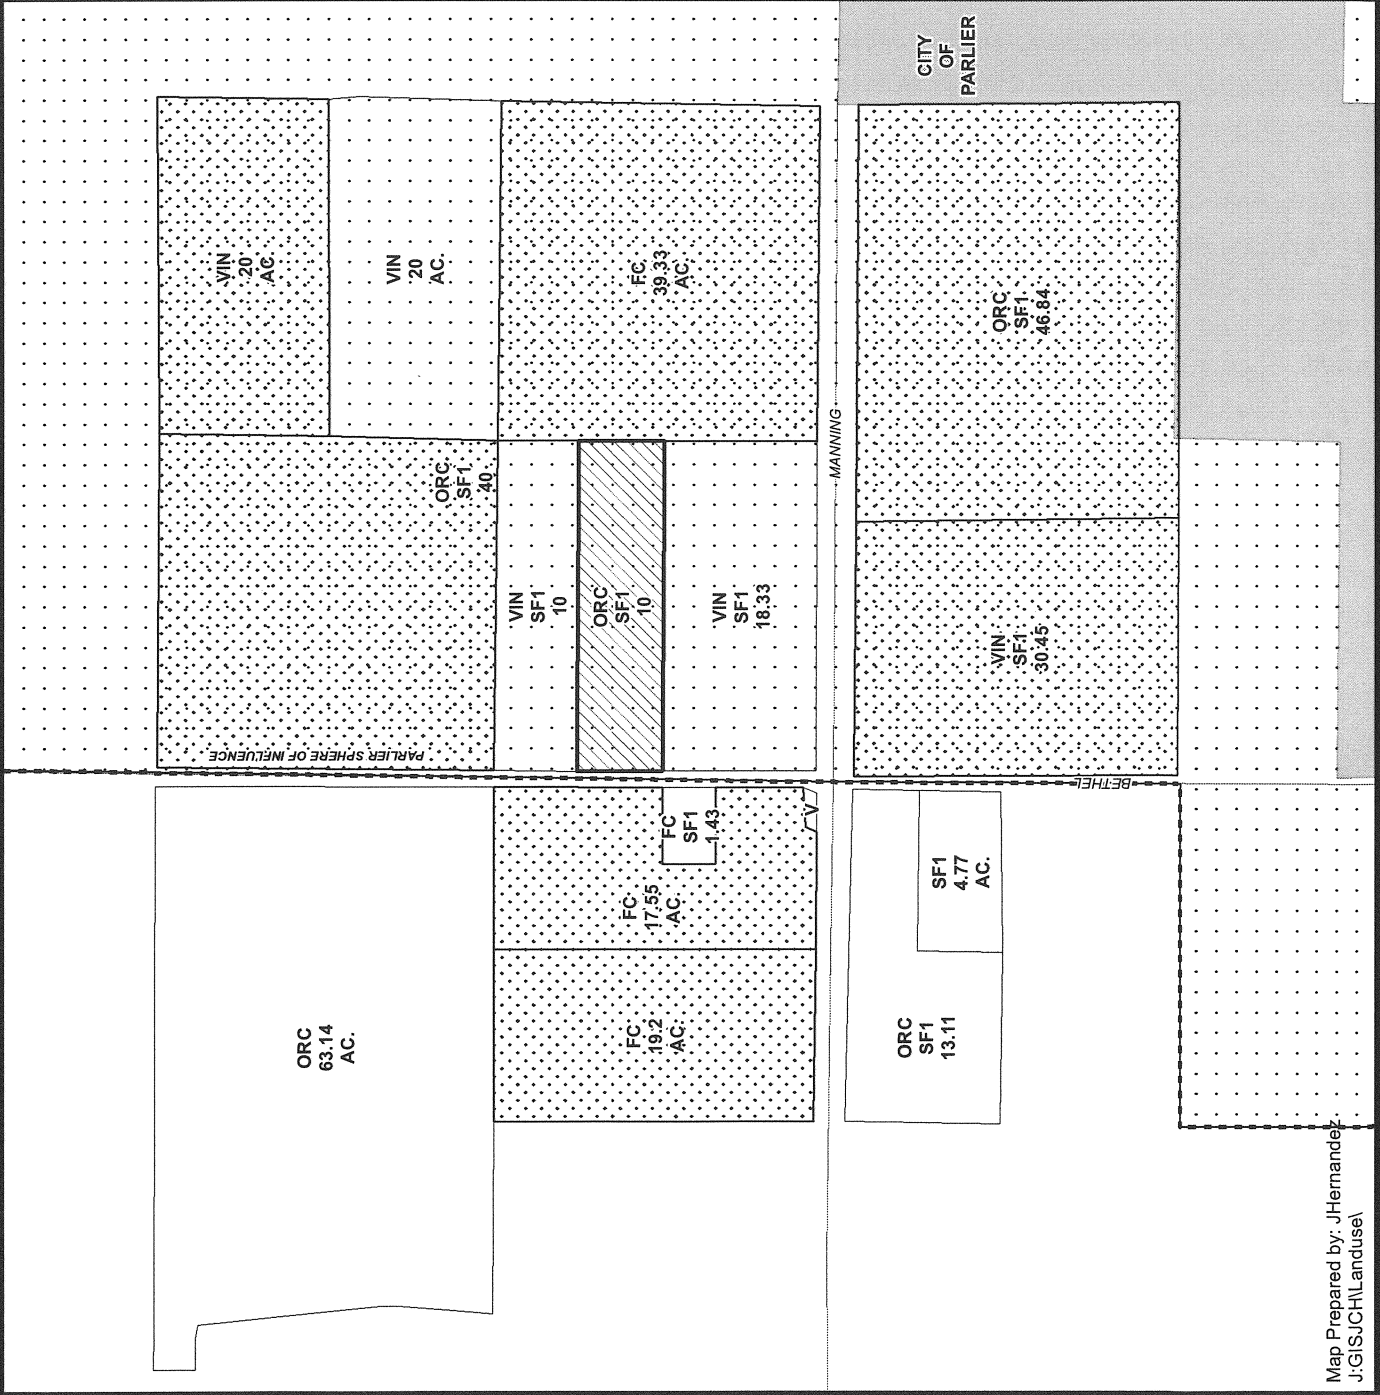 CITY
OF
PARLIER
VIN
20
AC.
VIN
20
AC.
FC
39.33
AC.
ORC
SF1
46.84
ORC
SF1
40
MANNING
VIN
SF1
10
ORC
SF1
10
VIN
SF1
18.33
VIN
SF1
30.45
PARLIER SPHERE OF INFLUENCE
BETHEL
FC
SF1
1.43
V
FC
17.55
AC.
SF1
4.77
AC.
ORC
63.14
AC.
FC
19.2
AC.
ORC
SF1
13.11
Map Prepared by: JHernandez
J:GISJCH\Landuse\